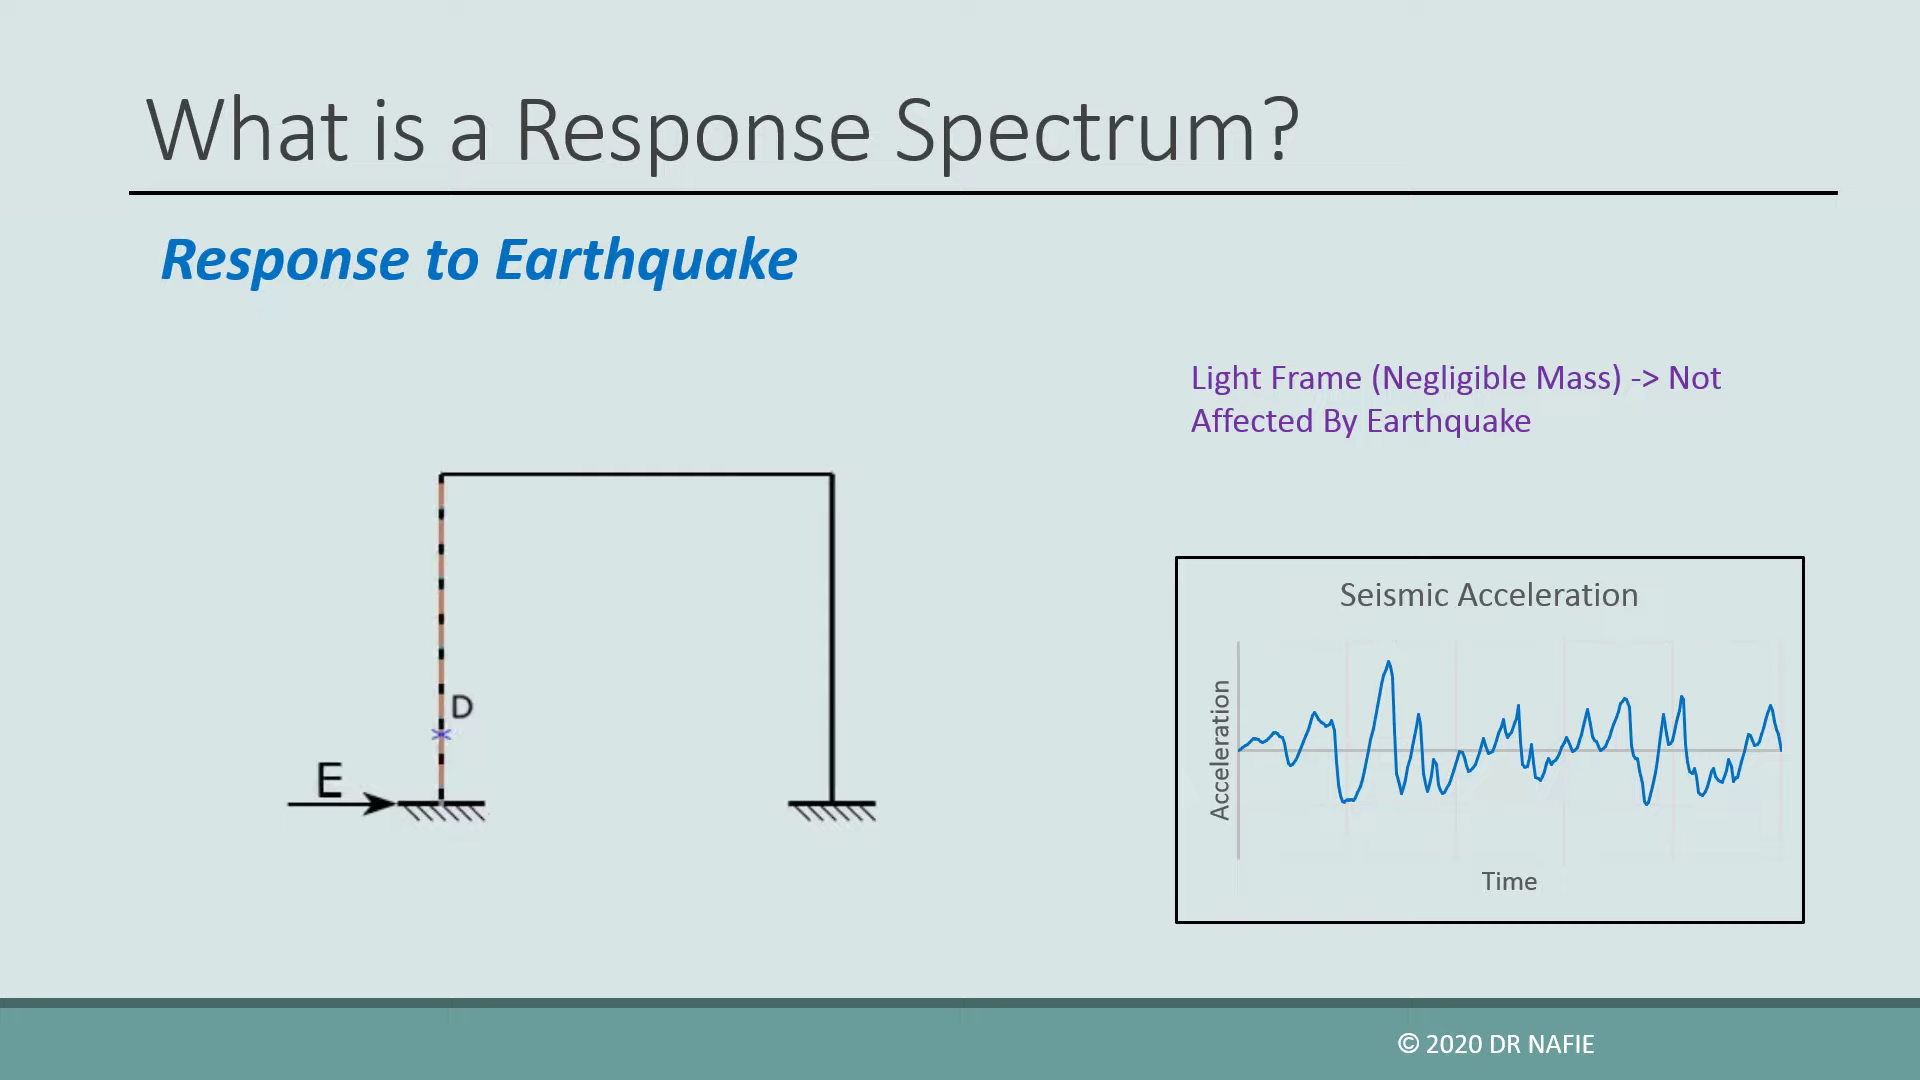 What is a Response Spectrum?
Response to Earthquake
Light Frame (Negligible Mass) -> Not
Affected By Earthquake
D
E
Seismic Acceleration
Acceleration
Time
© 2020 DR NAFIE